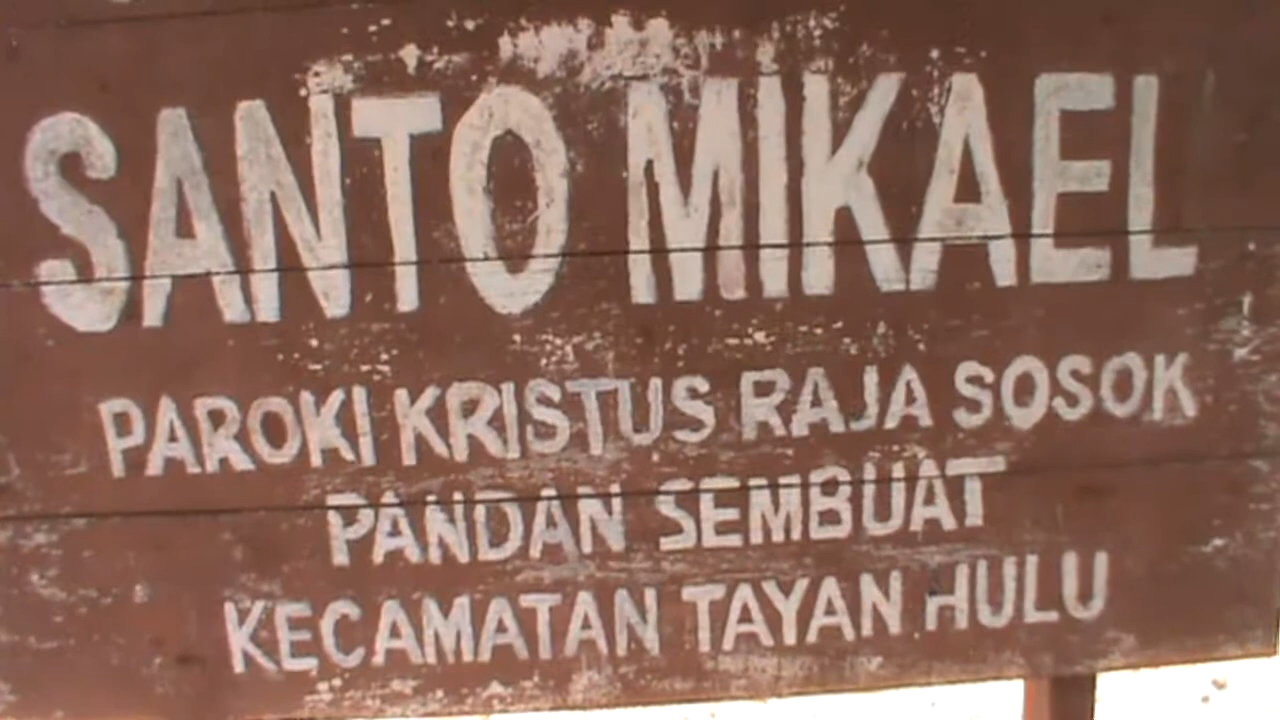 SANTO MIKAEL
PAROKI KRISTUS RAJA SOSOK
PANDAN SEMBUAT
KECAMATAN TAYAN HULU